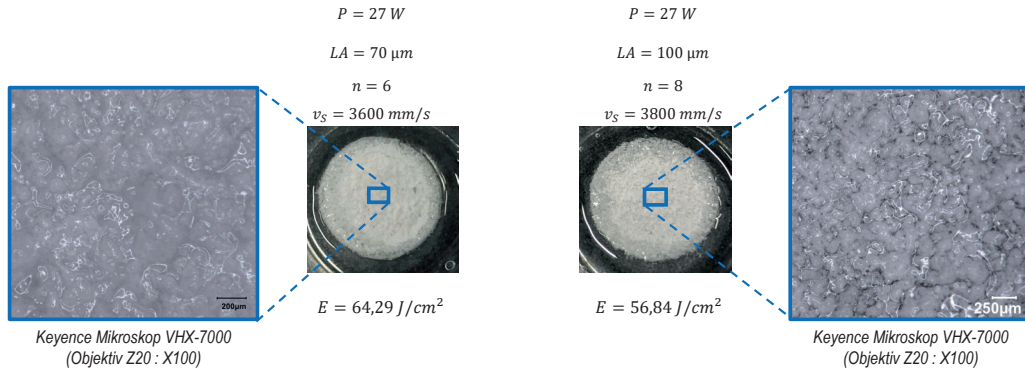 P = 27 W
LA = 70 μm
n = 6
v_S = 3600 mm/s
200μm
E = 64,29 J/cm²
Keyence Mikroskop VHX-7000
(Objektiv Z20 : X100)
P = 27 W
LA = 100 μm
n = 8
v_S = 3800 mm/s
250μm
E = 56,84 J/cm²
Keyence Mikroskop VHX-7000
(Objektiv Z20 : X100)